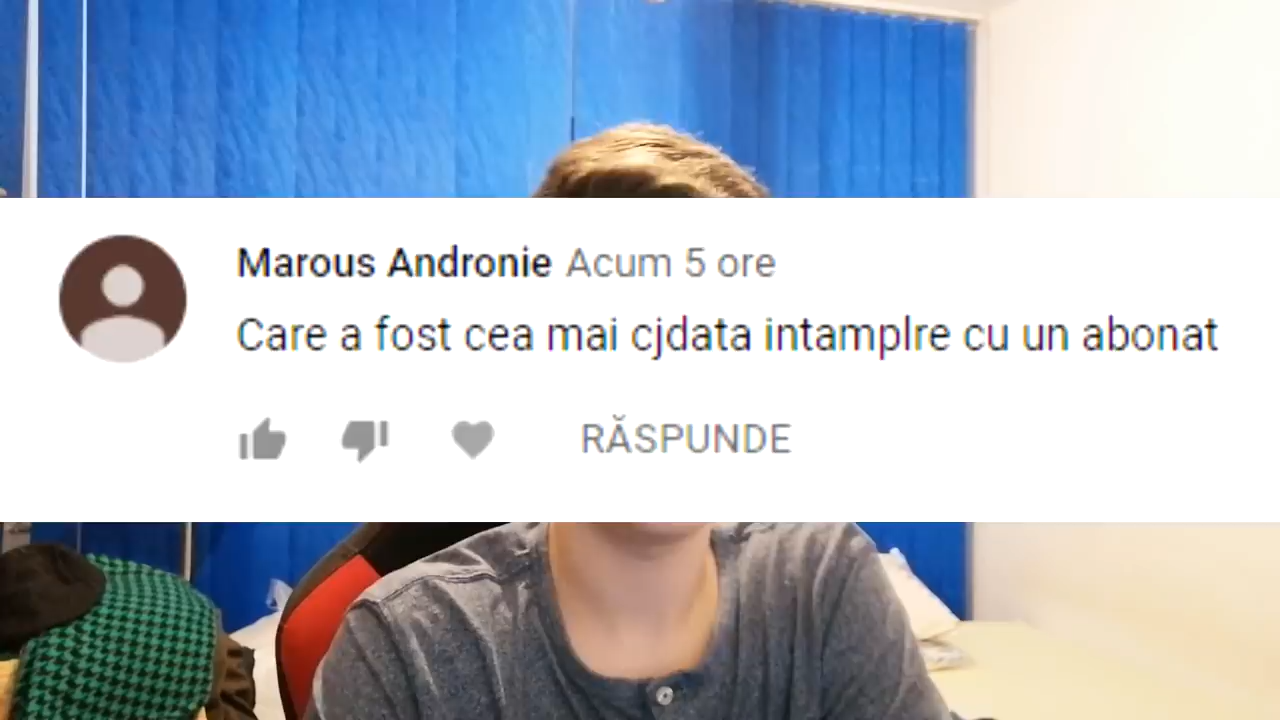 Marous Andronie Acum 5 ore
Care a fost cea mai cjdata intamplre cu un abonat
RĂSPUNDE